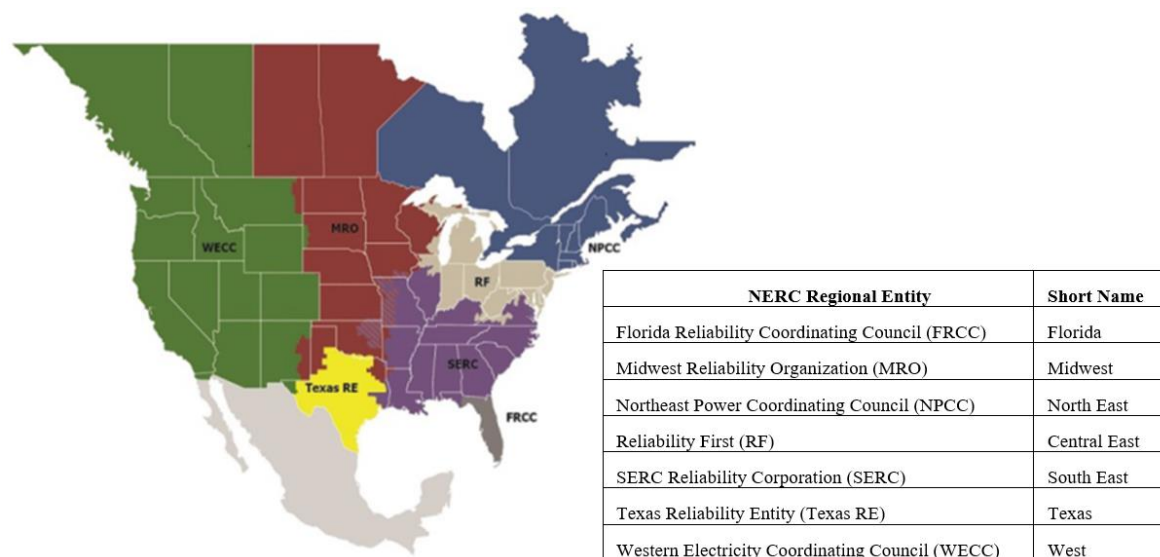 MRO
WECC
NPCC
RF
SERC
Texas RE
FRCC
NERC Regional Entity Short Name
Florida Reliability Coordinating Council (FRCC) Florida
Midwest Reliability Organization (MRO) Midwest
Northeast Power Coordinating Council (NPCC) North East
Reliability First (RF) Central East
SERC Reliability Corporation (SERC) South East
Texas Reliability Entity (Texas RE) Texas
Western Electricity Coordinating Council (WECC) West